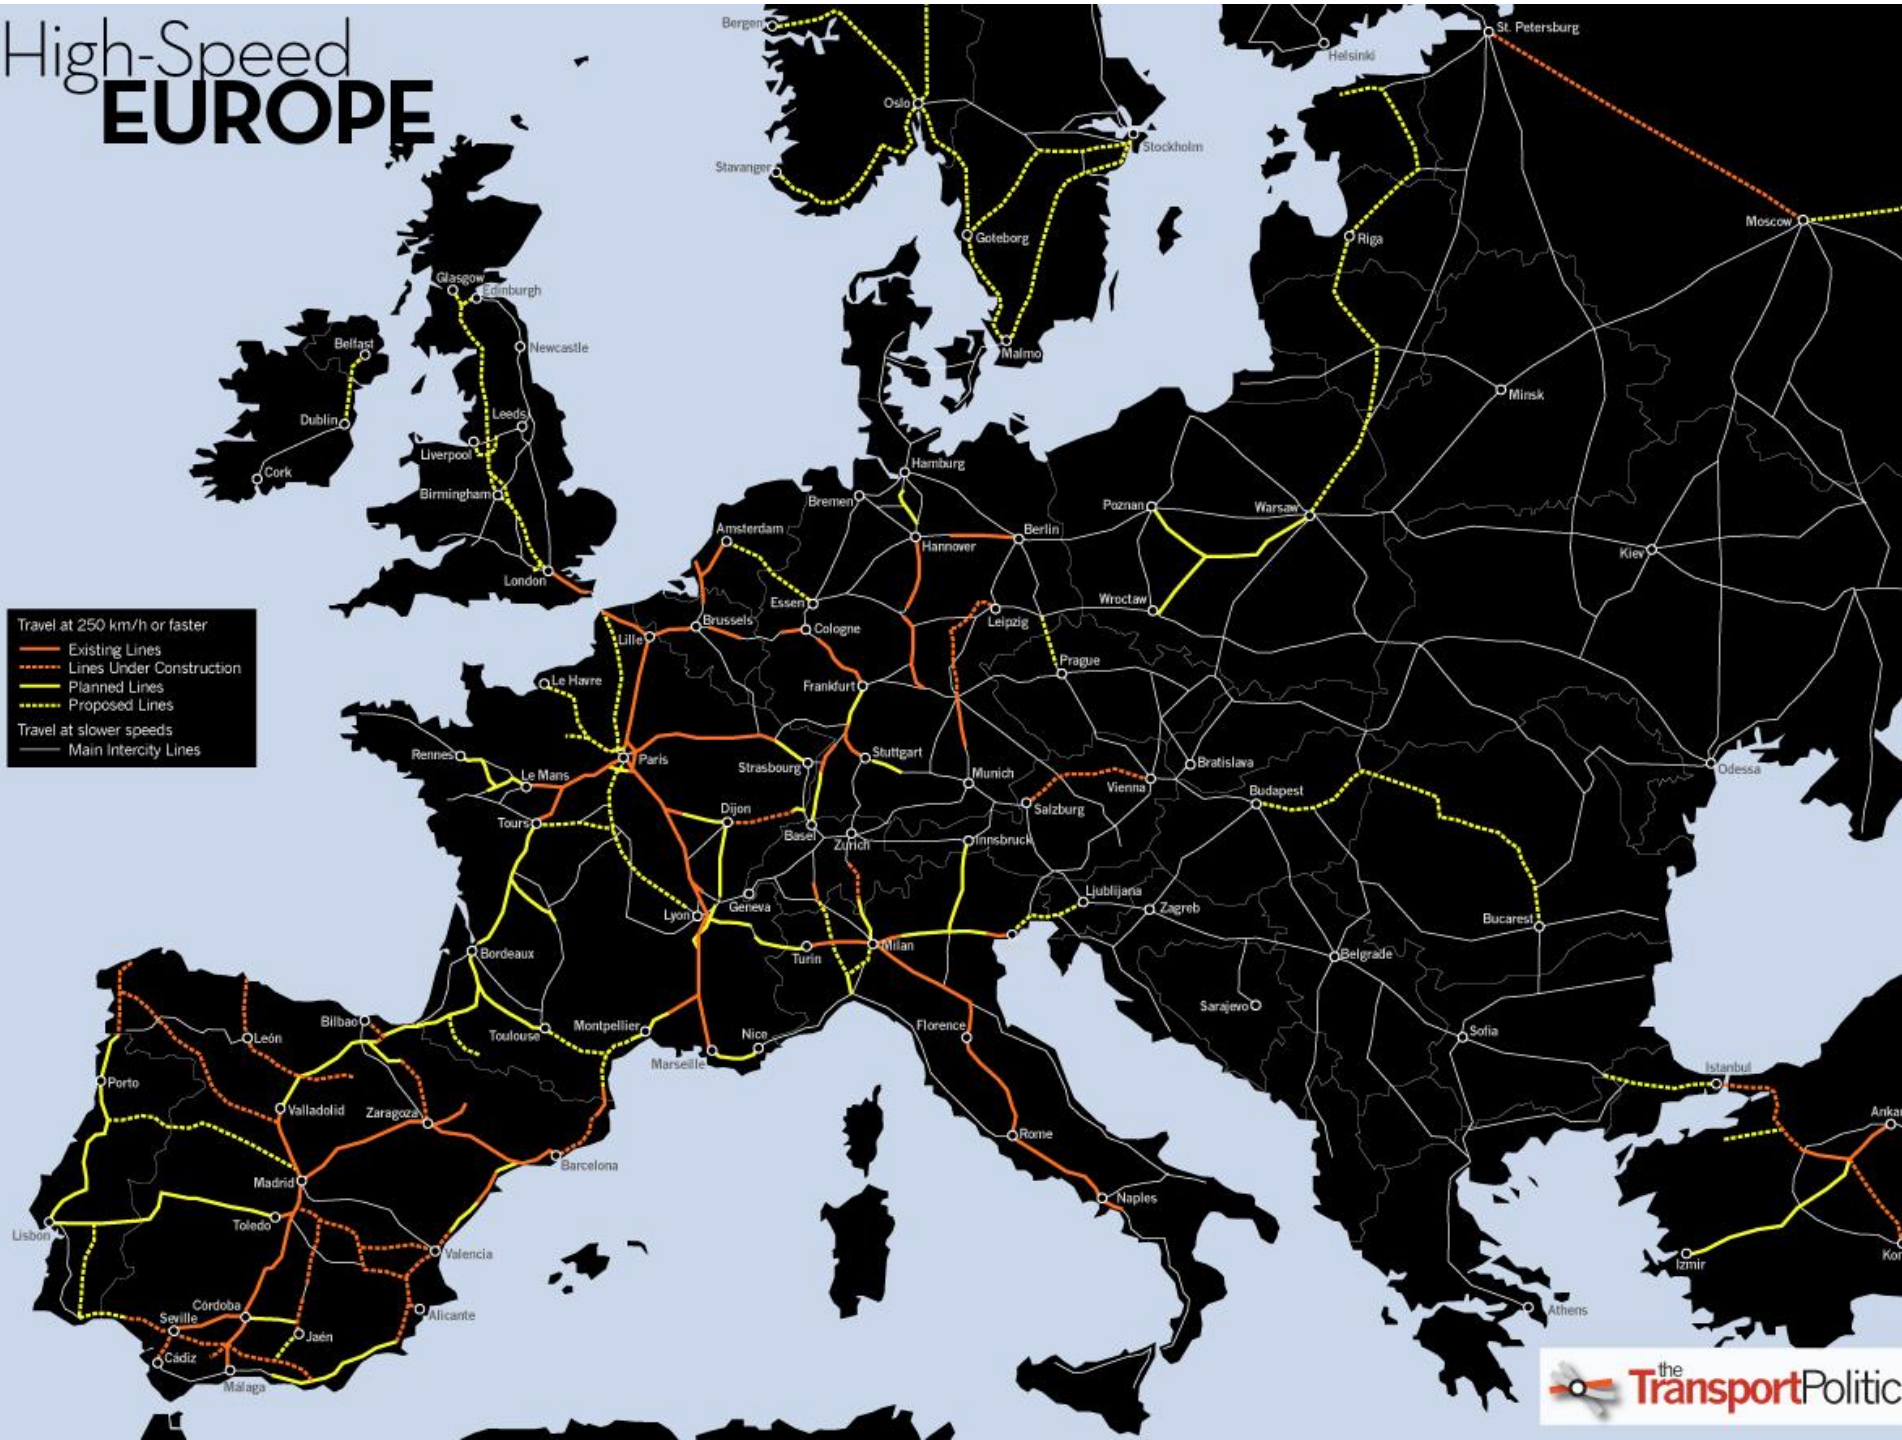 High-Speed
EUROPE
Bergen
St. Petersburg
Helsinki
Oslo
Stockholm
Stavanger
Moscow
Goteborg
Riga
Glasgow
Edinburgh
Belfast
Newcastle
Malmo
Minsk
Dublin
Leeds
Liverpool
Cork
Hamburg
Birmingham
Bremen
Poznan
Warsaw
Amsterdam
Berlin
Hannover
Kiev
London
Essen
Wroctaw
Travel at 250 km/h or faster
Existing Lines
Lines Under Construction
Planned Lines
Proposed Lines
Travel at slower speeds
Main Intercity Lines
Brussels
Leipzig
Lille
Cologne
Prague
Le Havre
Frankfurt
Rennes
Paris
Stuttgart
Strasbourg
Bratislava
Odessa
Le Mans
Munich
Vienna
Budapest
Dijon
Salzburg
Tours
Basel
Zurich
Innsbruck
Ljublijana
Geneva
Lyon
Zagreb
Bucarest
Milan
Bordeaux
Turin
Belgrade
Sarajevo
Bilbao
Montpellier
Florence
León
Toulouse
Nice
Sofia
Marseille
Istanbul
Porto
Valladolid
Zaragoza
Ankar
Rome
Barcelona
Madrid
Naples
Toledo
Lisbon
Valencia
Kor
Izmir
Córdoba
Seville
Alicante
Athens
Jaén
Cádiz
Málaga
the
TransportPolitic